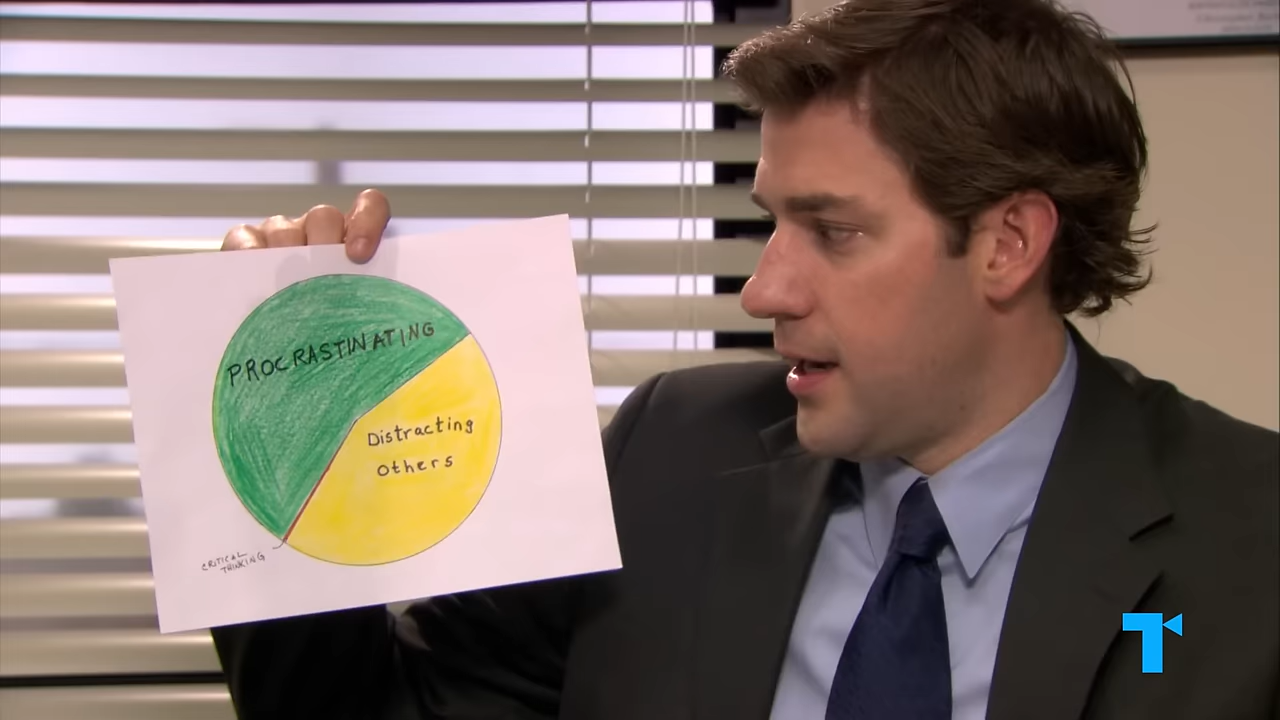 PROCRASTINATING
Distracting
Others
CRITICAL
THINKING